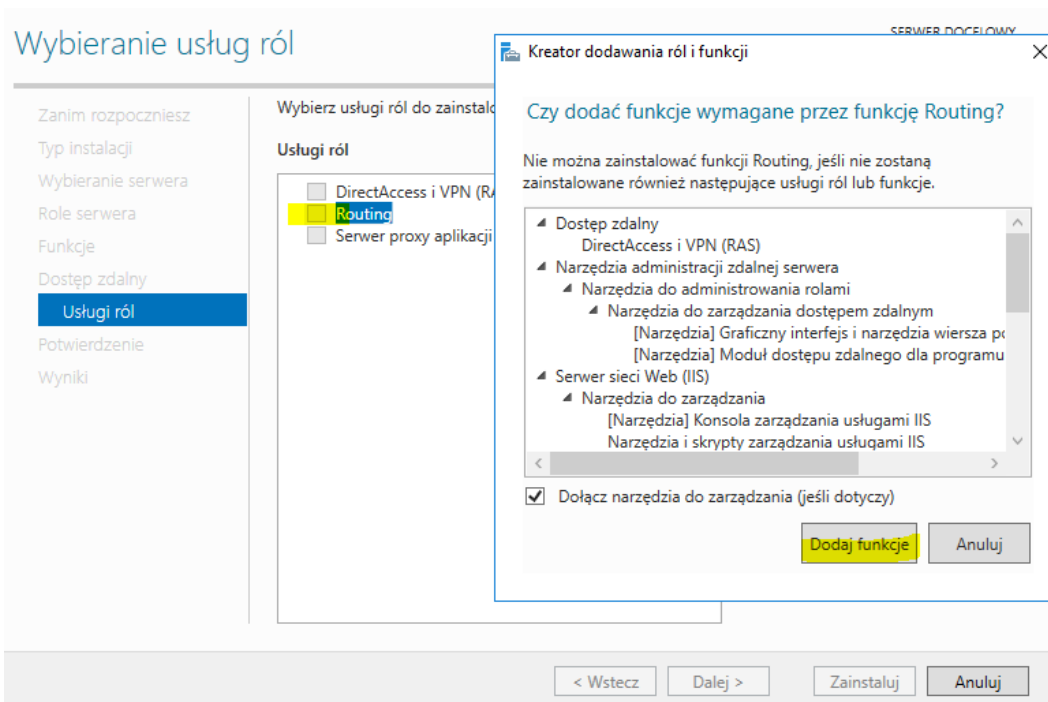 Wybieranie usług ról
SERWER DOCELOWY
Zanim rozpoczniesz
Typ instalacji
Wybieranie serwera
Role serwera
Funkcje
Dostęp zdalny
Usługi ról
Potwierdzenie
Wyniki
Wybierz usługi ról do
Usługi ról
DirectAccess i VPN
Routing
Serwer proxy aplikacji
Kreator dodawania ról i funkcji
Czy dodać funkcje wymagane przez funkcję Routing?
Nie można zainstalować funkcji Routing, jeśli nie zostaną
zainstalowane również następujące usługi ról lub funkcje.
Dostęp zdalny
DirectAccess i VPN (RAS)
Narzędzia administracji zdalnej serwera
Narzędzia do administrowania rolami
Narzędzia do zarządzania dostępem zdalnym
[Narzędzia] Graficzny interfejs i narzędzia wiersza
[Narzędzia] Moduł dostępu zdalnego dla programu
Serwer sieci Web (IIS)
Narzędzia do zarządzania
[Narzędzia] Konsola zarządzania usługami IIS
Narzędzia i skrypty zarządzania usługami IIS
Dołącz narzędzia do zarządzania (jeśli dotyczy)
Dodaj funkcje
Anuluj
< Wstecz
Dalej >
Zainstaluj
Anuluj